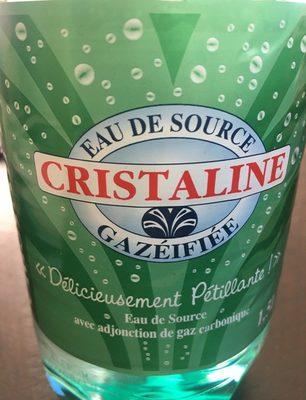 EAU DE SOURCE
CRISTALINE
GAZÉIFIÉE
« Délicieusement Pétillante ! »
Eau de Source
avec adjonction de gaz carbonique